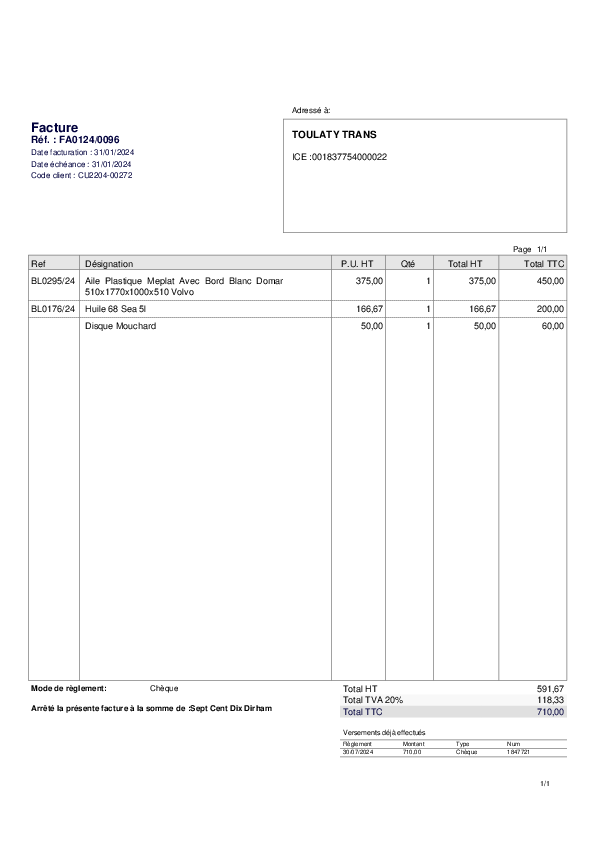 Adressé à:
Facture
Réf. : FA0124/0096
Date facturation : 31/01/2024
Date échéance : 31/01/2024
Code client : CU2204-00272
TOULATY TRANS
ICE :001837754000022
Page 1/1
Ref Désignation P.U. HT Qté Total HT Total TTC
BL0295/24 Aile Plastique Meplat Avec Bord Blanc Domar 375,00 1 375,00 450,00
510x1770x1000x510 Volvo
BL0176/24 Huile 68 Sea 5l 166,67 1 166,67 200,00
Disque Mouchard 50,00 1 50,00 60,00
Mode de règlement: Chèque
Arrêté la présente facture à la somme de :Sept Cent Dix Dirham
Total HT 591,67
Total TVA 20% 118,33
Total TTC 710,00
Versements déjà effectués
Règlement Montant Type Num
30/07/2024 710,00 Chèque 1847721
1/1